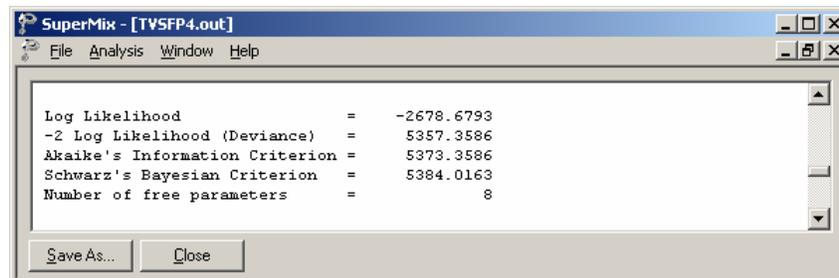 SuperMix - [TVSFP4.out]
File Analysis Window Help
Log Likelihood = -2678.6793
-2 Log Likelihood (Deviance) = 5357.3586
Akaike's Information Criterion = 5373.3586
Schwarz's Bayesian Criterion = 5384.0163
Number of free parameters = 8
Save As... Close